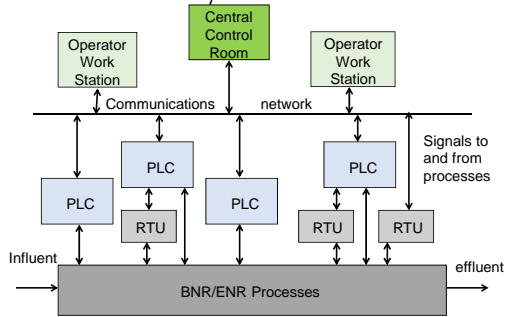 Central
Control
Room
Operator
Work
Station
Operator
Work
Station
Communications network
Signals to
and from
processes
PLC
PLC
PLC
PLC
RTU
RTU
RTU
Influent
effluent
BNR/ENR Processes